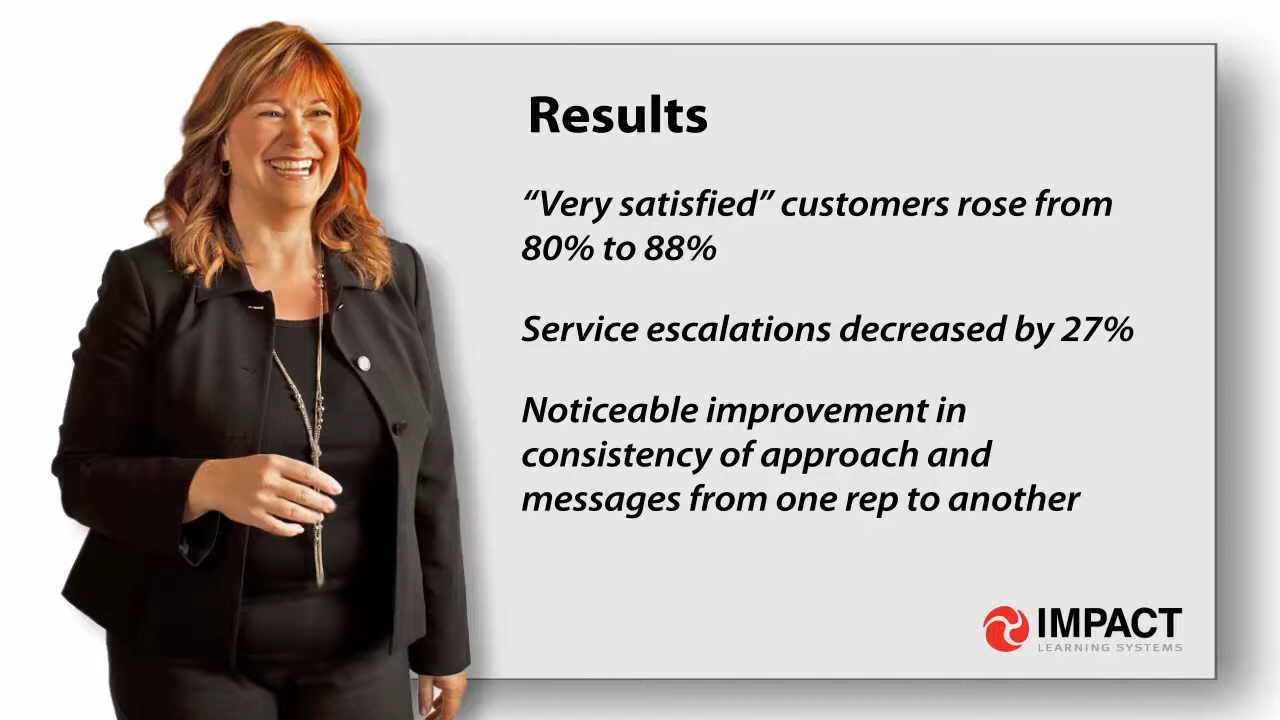 Results
“Very satisfied” customers rose from
80% to 88%
Service escalations decreased by 27%
Noticeable improvement in
consistency of approach and
messages from one rep to another
IMPACT
LEARNING SYSTEMS